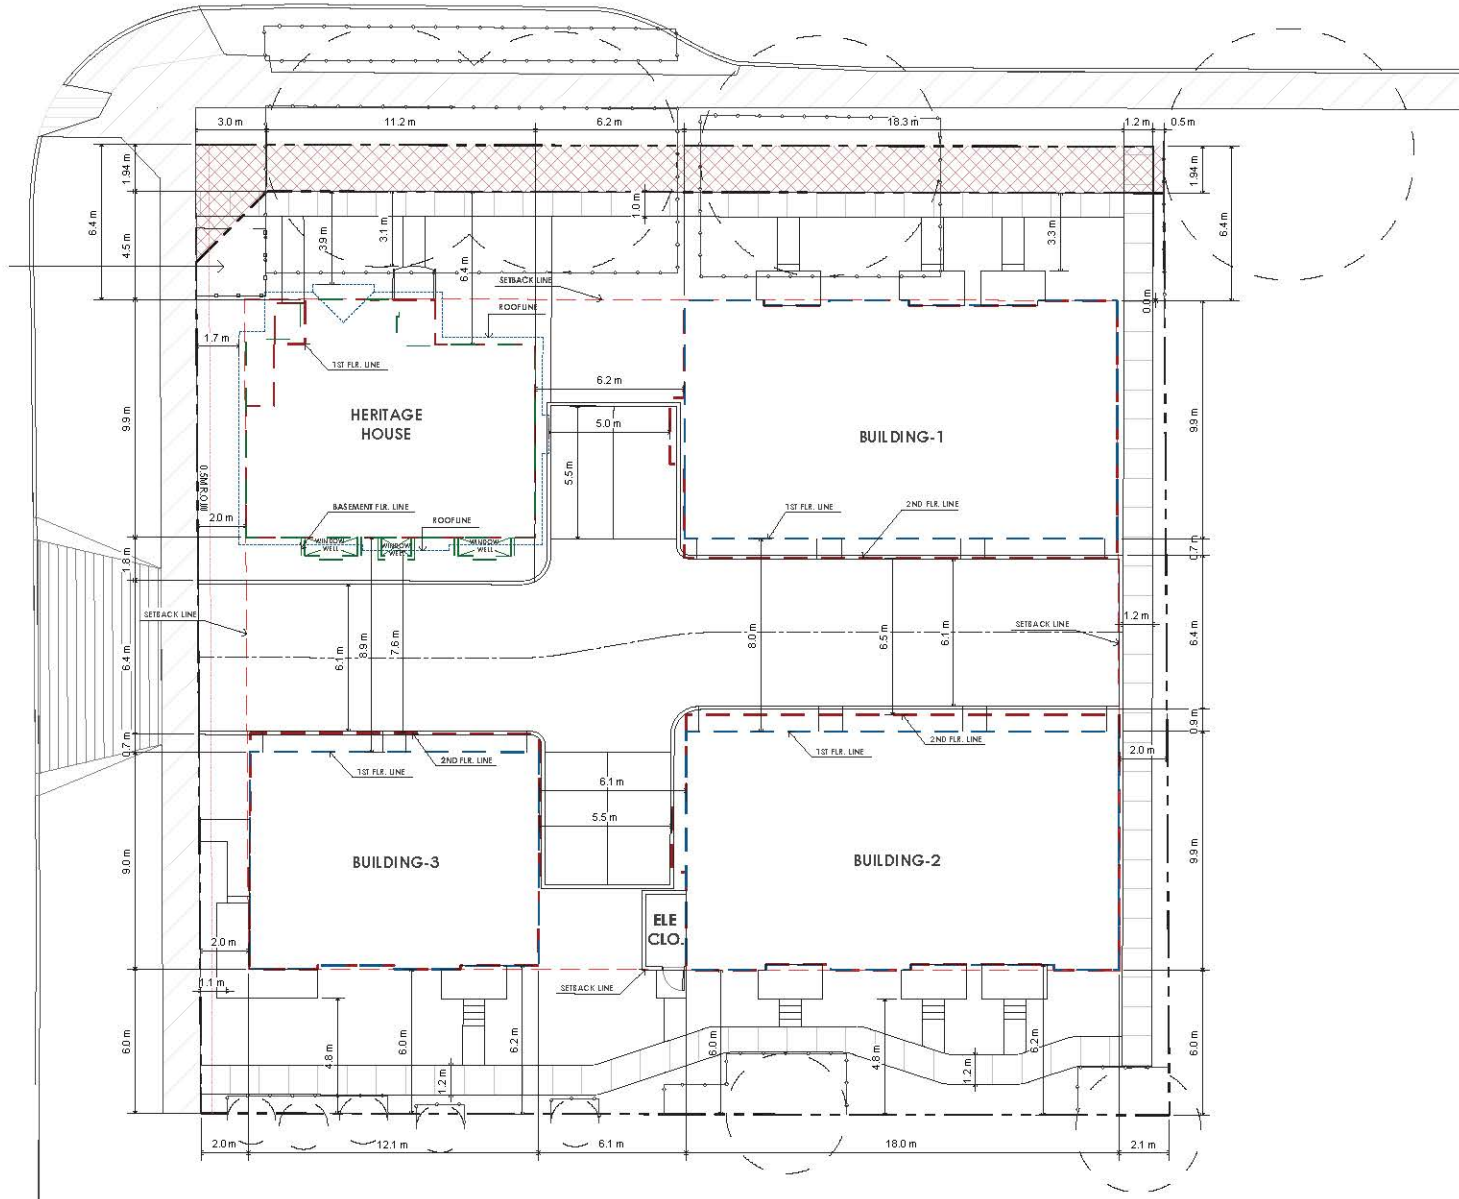 3.0 m
11.2 m
6.2 m
18.3 m
1.2 m
0.5 m
1.94 m
1.94 m
6.4 m
4.5 m
3.9 m
3.1 m
6.4 m
1.0 m
3.3 m
6.4 m
0.0 m
SETBACK LINE
ROOFLINE
1.7 m
1ST FLR. LINE
6.2 m
HERITAGE
HOUSE
5.0 m
BUILDING-1
9.9 m
9.9 m
5.5 m
2.0 m
BASEMENT FLR. LINE
ROOFLINE
1ST FLR. LINE
2ND FLR. LINE
WINDOW
WELL
WINDOW
WELL
WINDOW
WELL
1.8 m
0.7 m
SETBACK LINE
6.4 m
6.1 m
8.9 m
7.6 m
8.0 m
6.5 m
6.1 m
SETBACK LINE
1.2 m
6.4 m
0.7 m
2ND FLR. LINE
1ST FLR. LINE
2ND FLR. LINE
1ST FLR. LINE
2.0 m
0.9 m
6.1 m
5.5 m
BUILDING-3
BUILDING-2
9.0 m
9.9 m
ELE
CLO.
2.0 m
1.1 m
SETBACK LINE
6.0 m
4.8 m
6.0 m
1.2 m
6.2 m
6.0 m
4.8 m
1.2 m
6.2 m
6.0 m
2.0 m
12.1 m
6.1 m
18.0 m
2.1 m